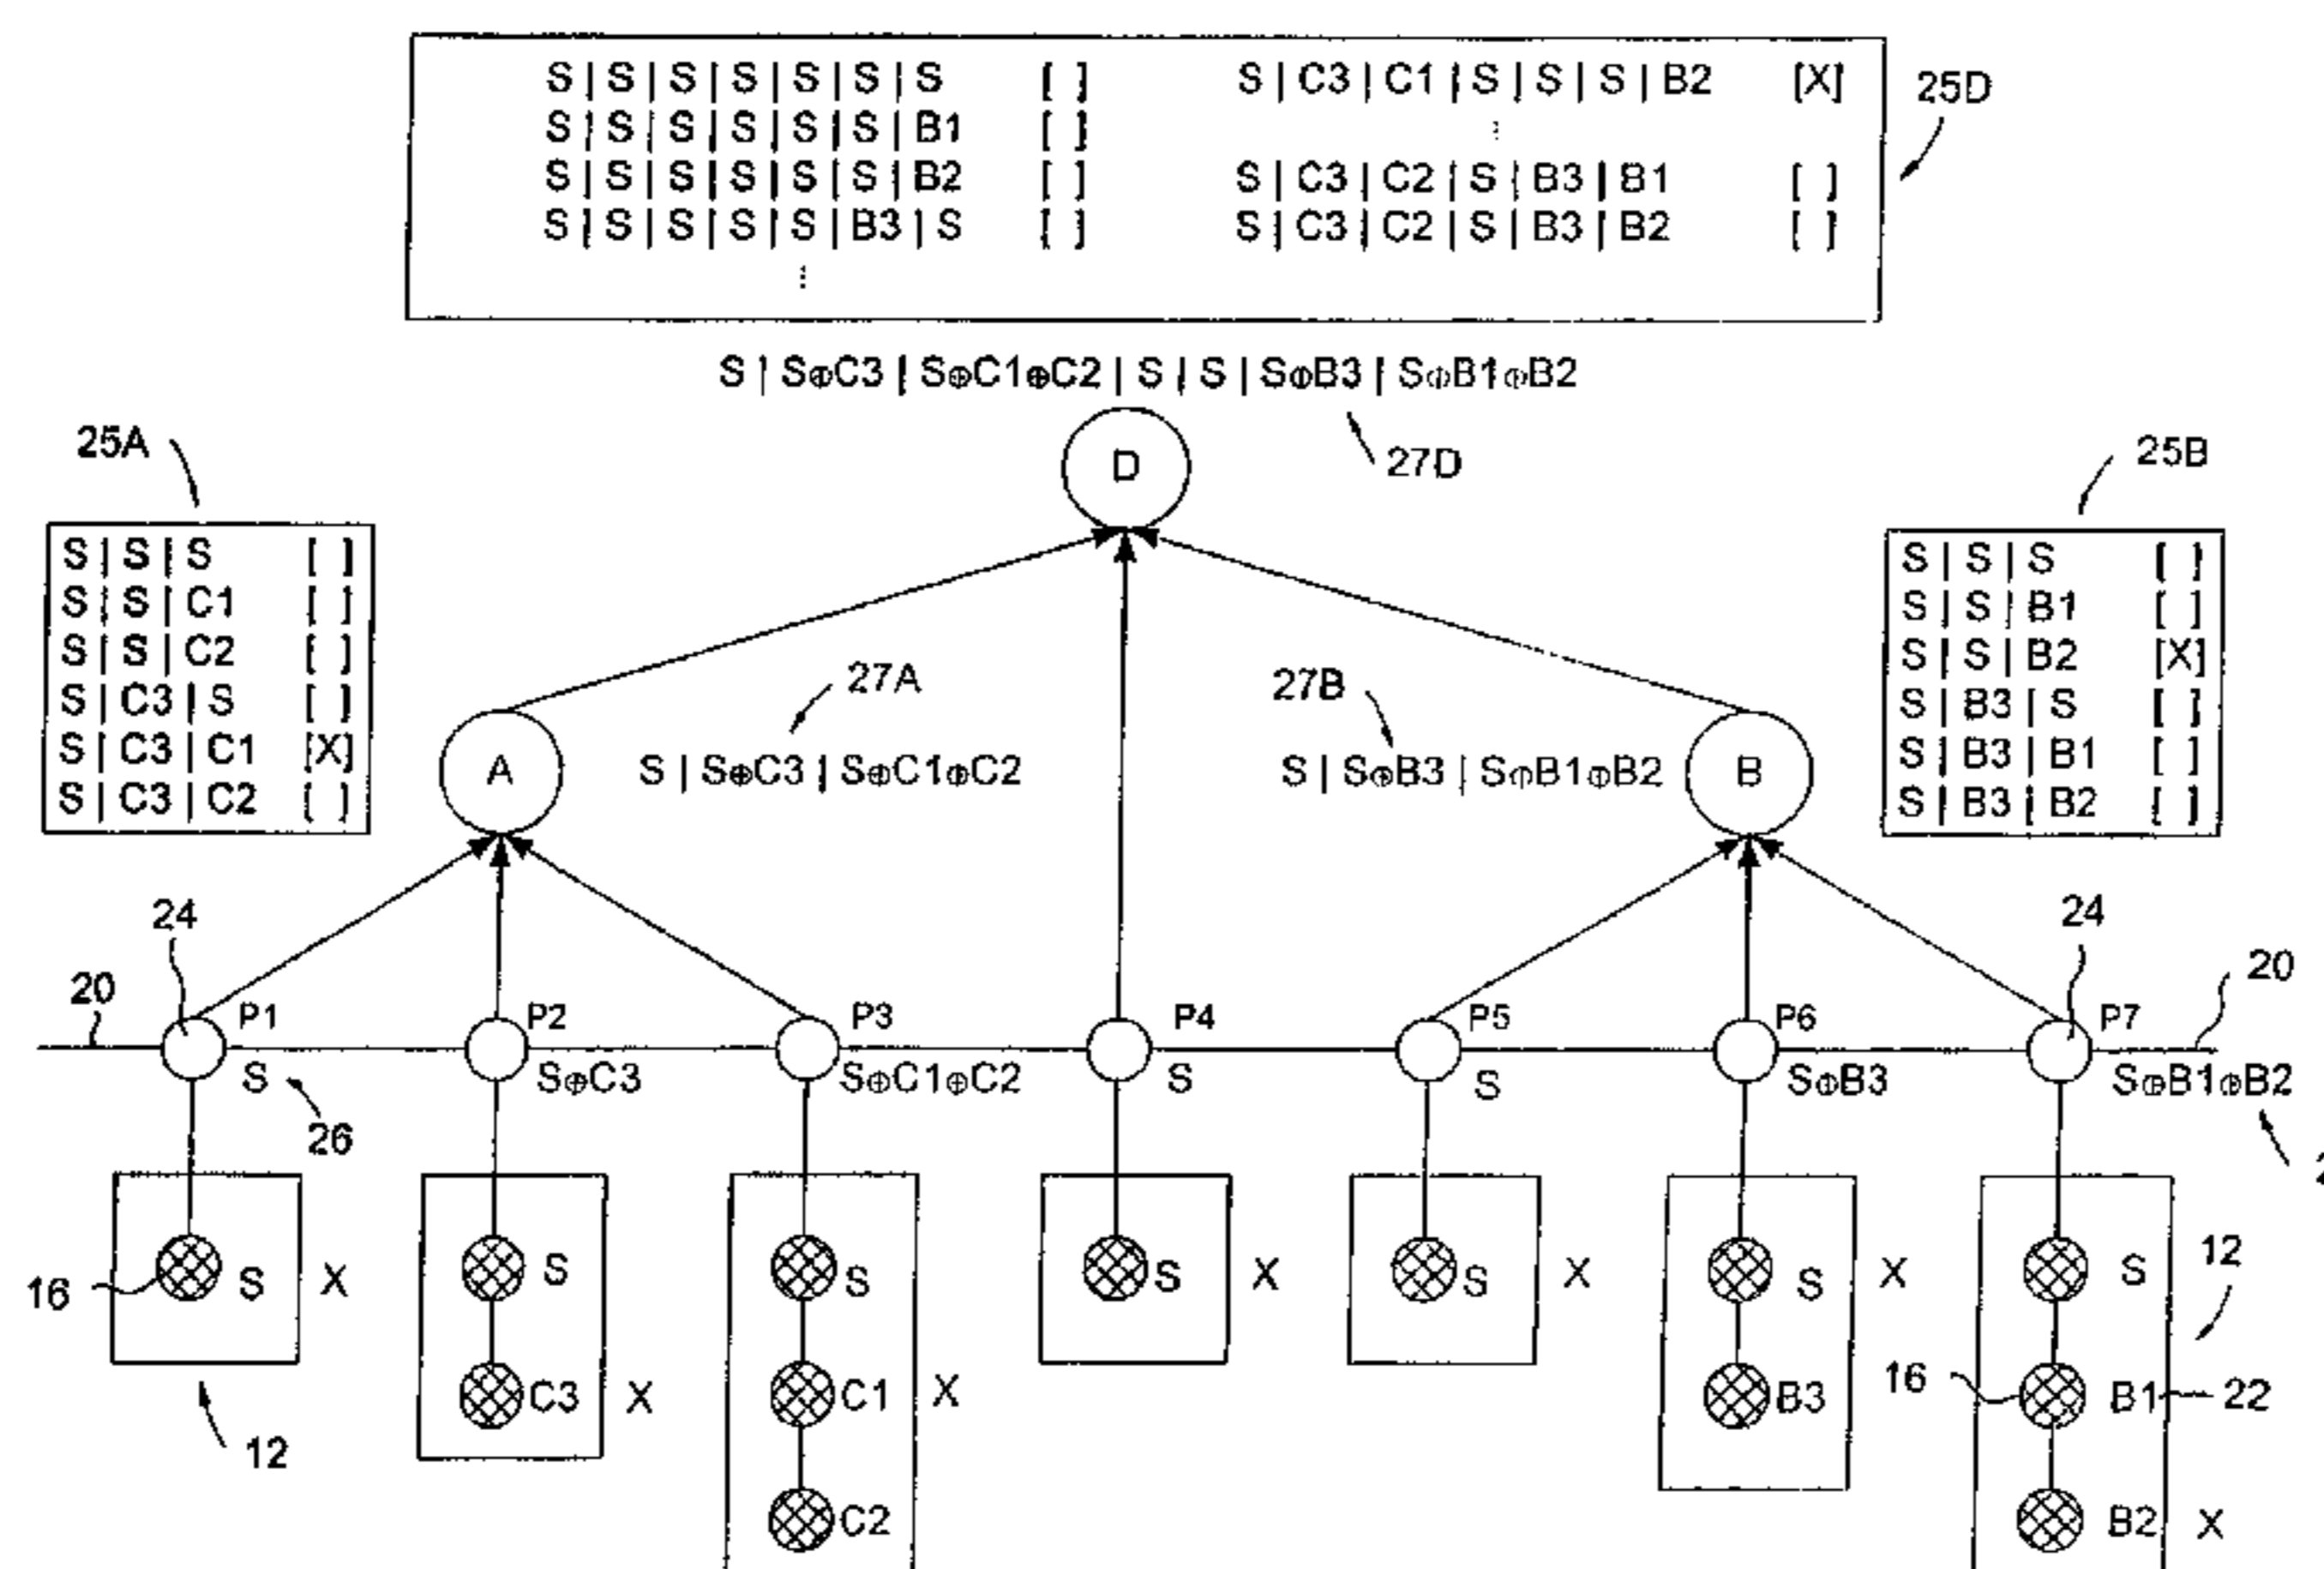 S | S | S | S | S | S | S [ ] S | C3 | C1 | S | S | S | B2 [X] 25D
S | S | S | S | S | S | B1 [ ] ⋮
S | S | S | S | S | S | B2 [ ] S | C3 | C2 | S | B3 | B1 [ ]
S | S | S | S | S | B3 | S [ ] S | C3 | C2 | S | B3 | B2 [ ]
⋮
S | S⊕C3 | S⊕C1⊕C2 | S | S | S⊕B3 | S⊕B1⊕B2
25A
D 27D
25B
S | S | S [ ]
S | S | C1 [ ]
S | S | C2 [ ]
S | C3 | S [ ]
S | C3 | C1 [X]
S | C3 | C2 [ ]
S | S | S [ ]
S | S | B1 [ ]
S | S | B2 [X]
S | B3 | S [ ]
S | B3 | B1 [ ]
S | B3 | B2 [ ]
27A 27B
A S | S⊕C3 | S⊕C1⊕C2 S | S⊕B3 | S⊕B1⊕B2 B
24 24
20 P1 P2 P3 P4 P5 P6 P7 20
S S⊕C3 S⊕C1⊕C2 S S S⊕B3 S⊕B1⊕B2
26
16 S X S S S X S X S X S 12
C3 X C1 X B3 16 B1 22
12
C2 B2 X